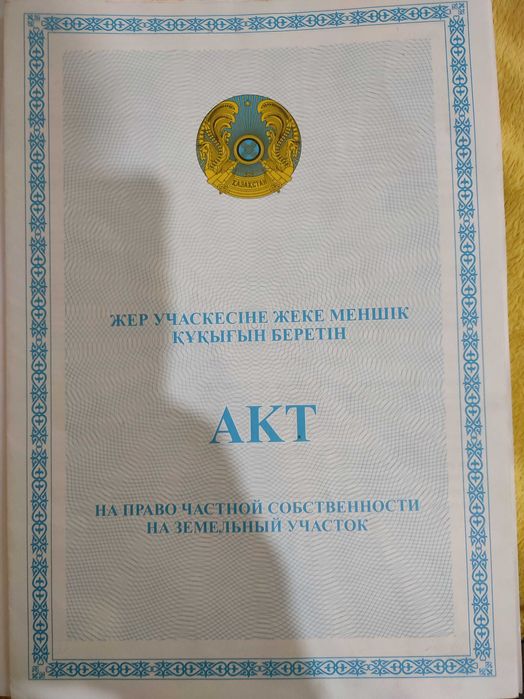 ҚАЗАҚСТАН
ЖЕР УЧАСКЕСІНЕ ЖЕКЕ МЕНШІК
ҚҰҚЫҒЫН БЕРЕТІН
АКТ
НА ПРАВО ЧАСТНОЙ СОБСТВЕННОСТИ
НА ЗЕМЕЛЬНЫЙ УЧАСТОК